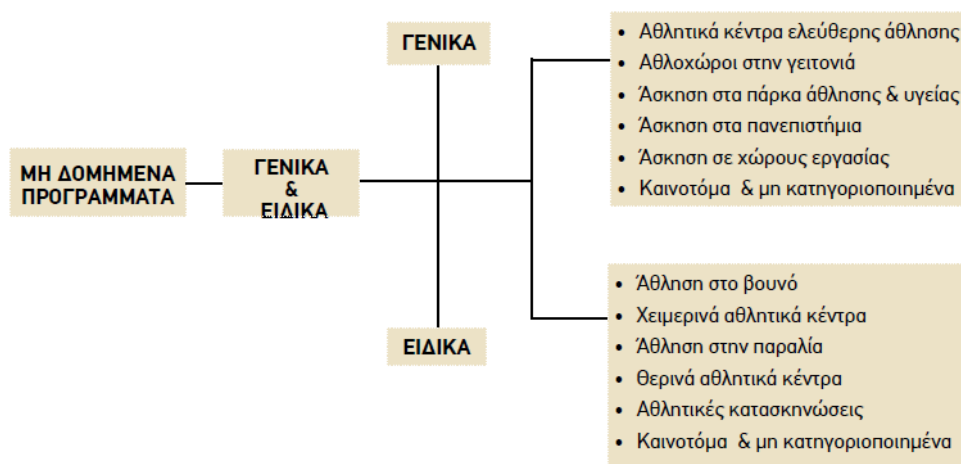 ΓΕΝΙΚΑ
• Αθλητικά κέντρα ελεύθερης άθλησης
• Αθλοχώροι στην γειτονιά
• Άσκηση στα πάρκα άθλησης & υγείας
• Άσκηση στα πανεπιστήμια
• Άσκηση σε χώρους εργασίας
• Καινοτόμα & μη κατηγοριοποιημένα
ΜΗ ΔΟΜΗΜΕΝΑ
ΠΡΟΓΡΑΜΜΑΤΑ
ΓΕΝΙΚΑ
&
ΕΙΔΙΚΑ
ΕΙΔΙΚΑ
• Άθληση στο βουνό
• Χειμερινά αθλητικά κέντρα
• Άθληση στην παραλία
• Θερινά αθλητικά κέντρα
• Αθλητικές κατασκηνώσεις
• Καινοτόμα & μη κατηγοριοποιημένα